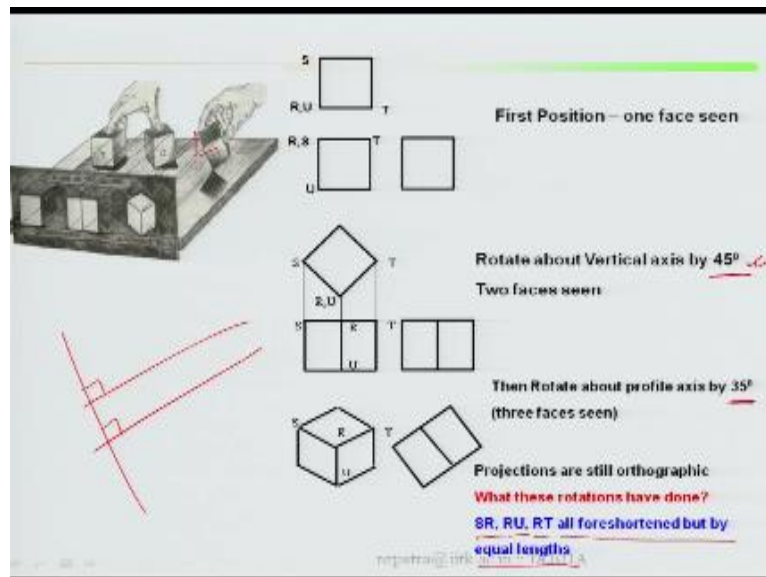 S
R,U T
First Position – one face seen
R,S T
U
Rotate about Vertical axis by 45⁰
S T
Two faces seen
R,U
S R T
U
Then Rotate about profile axis by 35⁰
(three faces seen)
S R T
U
Projections are still orthographic
What these rotations have done?
SR, RU, RT all foreshortened but by
equal lengths